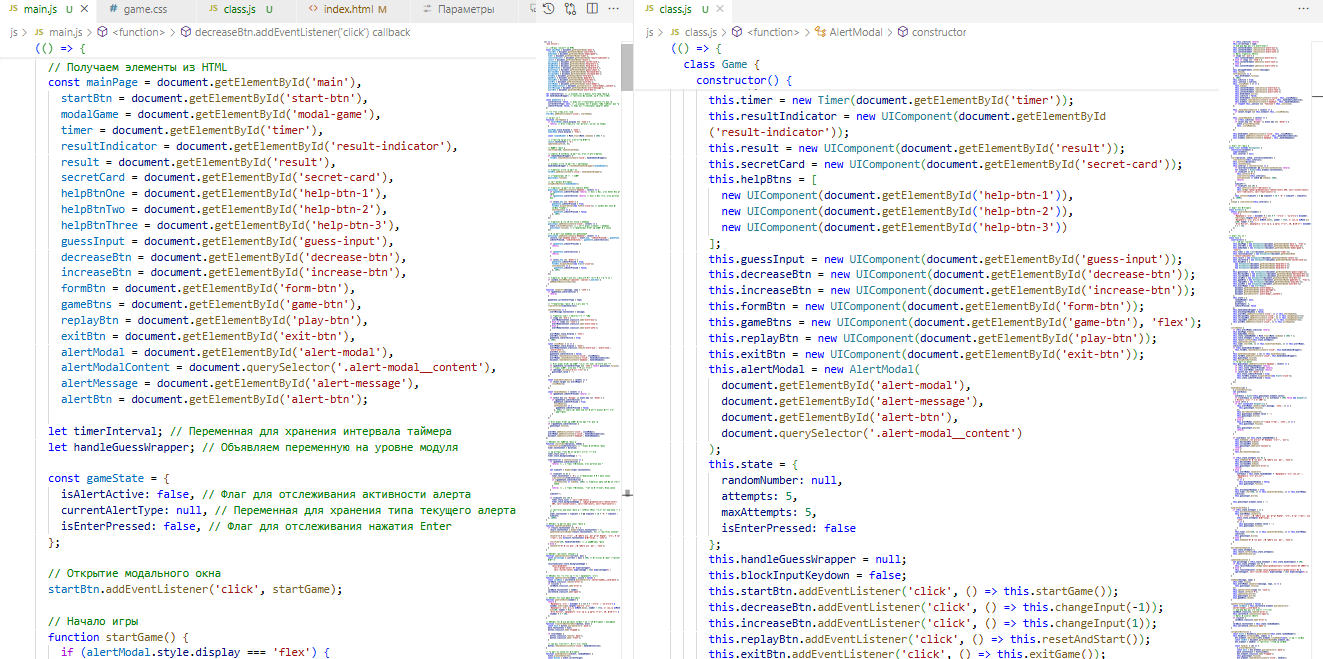 JS main.js U
# game.css
JS class.js U
<> index.html M
Параметры
js > JS main.js > <function> > decreaseBtn.addEventListener('click') callback
(() => {
// Получаем элементы из HTML
const mainPage = document.getElementById('main'),
startBtn = document.getElementById('start-btn'),
modalGame = document.getElementById('modal-game'),
timer = document.getElementById('timer'),
resultIndicator = document.getElementById('result-indicator'),
result = document.getElementById('result'),
secretCard = document.getElementById('secret-card'),
helpBtnOne = document.getElementById('help-btn-1'),
helpBtnTwo = document.getElementById('help-btn-2'),
helpBtnThree = document.getElementById('help-btn-3'),
guessInput = document.getElementById('guess-input'),
decreaseBtn = document.getElementById('decrease-btn'),
increaseBtn = document.getElementById('increase-btn'),
formBtn = document.getElementById('form-btn'),
gameBtns = document.getElementById('game-btn'),
replayBtn = document.getElementById('play-btn'),
exitBtn = document.getElementById('exit-btn'),
alertModal = document.getElementById('alert-modal'),
alertModalContent = document.querySelector('.alert-modal__content'),
alertMessage = document.getElementById('alert-message'),
alertBtn = document.getElementById('alert-btn');
let timerInterval; // Переменная для хранения интервала таймера
let handleGuessWrapper; // Объявляем переменную на уровне модуля
const gameState = {
isAlertActive: false, // Флаг для отслеживания активности алерта
currentAlertType: null, // Переменная для хранения типа текущего алерта
isEnterPressed: false, // Флаг для отслеживания нажатия Enter
};
// Открытие модального окна
startBtn.addEventListener('click', startGame);
// Начало игры
function startGame() {
if (alertModal.style.display === 'flex') {
JS class.js U
js > JS class.js > <function> > AlertModal > constructor
(() => {
class Game {
constructor() {
this.timer = new Timer(document.getElementById('timer'));
this.resultIndicator = new UIComponent(document.getElementById
('result-indicator'));
this.result = new UIComponent(document.getElementById('result'));
this.secretCard = new UIComponent(document.getElementById('secret-card'));
this.helpBtns = [
new UIComponent(document.getElementById('help-btn-1')),
new UIComponent(document.getElementById('help-btn-2')),
new UIComponent(document.getElementById('help-btn-3'))
];
this.guessInput = new UIComponent(document.getElementById('guess-input'));
this.decreaseBtn = new UIComponent(document.getElementById('decrease-btn'));
this.increaseBtn = new UIComponent(document.getElementById('increase-btn'));
this.formBtn = new UIComponent(document.getElementById('form-btn'));
this.gameBtns = new UIComponent(document.getElementById('game-btn'), 'flex');
this.replayBtn = new UIComponent(document.getElementById('play-btn'));
this.exitBtn = new UIComponent(document.getElementById('exit-btn'));
this.alertModal = new AlertModal(
document.getElementById('alert-modal'),
document.getElementById('alert-message'),
document.getElementById('alert-btn'),
document.querySelector('.alert-modal__content')
);
this.state = {
randomNumber: null,
attempts: 5,
maxAttempts: 5,
isEnterPressed: false
};
this.handleGuessWrapper = null;
this.blockInputKeydown = false;
this.startBtn.addEventListener('click', () => this.startGame());
this.decreaseBtn.addEventListener('click', () => this.changeInput(-1));
this.increaseBtn.addEventListener('click', () => this.changeInput(1));
this.replayBtn.addEventListener('click', () => this.resetAndStart());
this.exitBtn.addEventListener('click', () => this.exitGame());